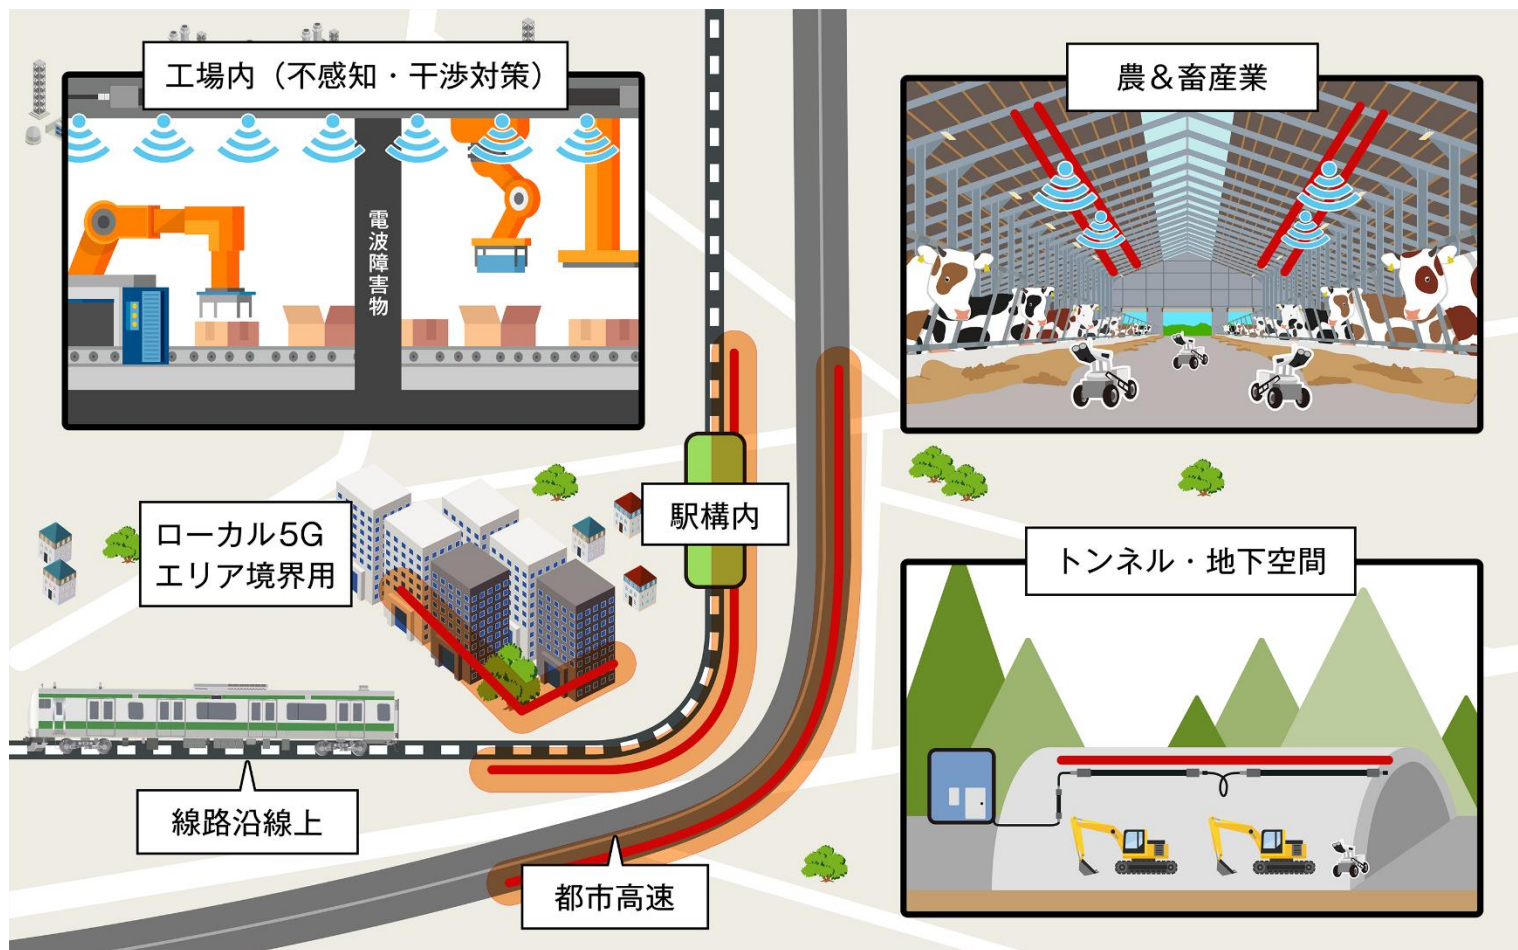 工場内（不感知・干渉対策）
農＆畜産業
電波障害物
駅構内
ローカル5G
エリア境界用
トンネル・地下空間
線路沿線上
都市高速